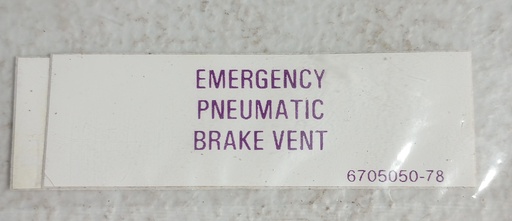 EMERGENCY
PNEUMATIC
BRAKE VENT
6705050-78